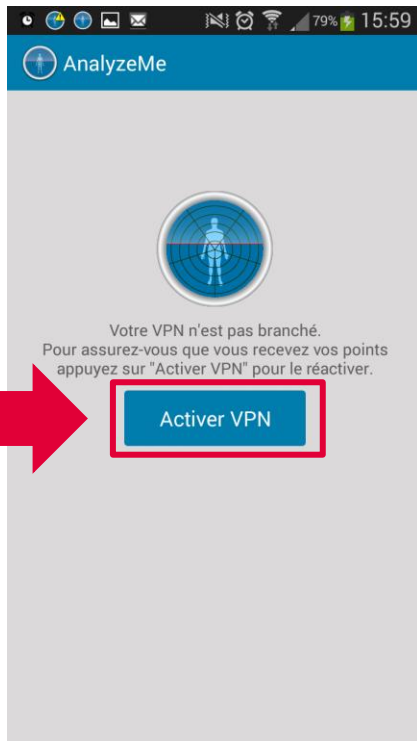 79% 15:59
AnalyzeMe
Votre VPN n'est pas branché.
Pour assurez-vous que vous recevez vos points
appuyez sur "Activer VPN" pour le réactiver.
Activer VPN